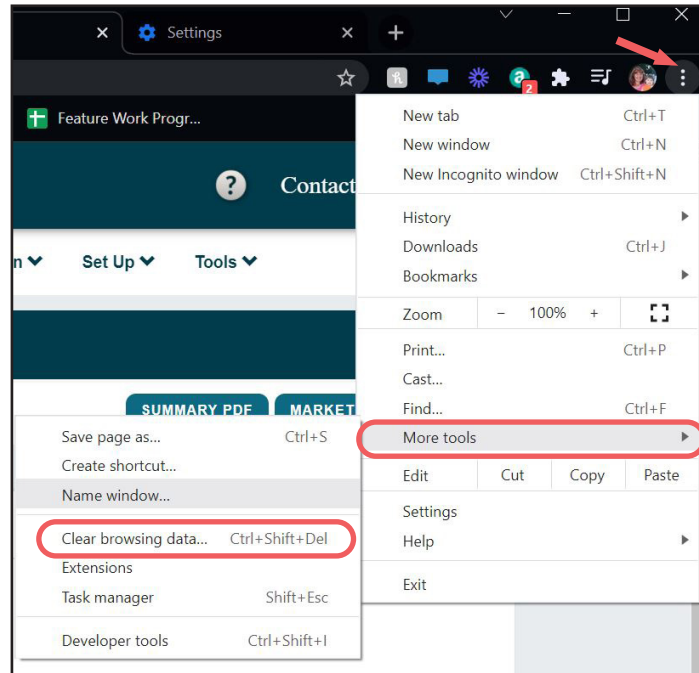 Settings
2
Feature Work Progr...
?
Contact
n
Set Up
Tools
SUMMARY PDF
MARKET
New tab Ctrl+T
New window Ctrl+N
New Incognito window Ctrl+Shift+N
History
Downloads Ctrl+J
Bookmarks
Zoom – 100% +
Print... Ctrl+P
Cast...
Find... Ctrl+F
More tools
Edit Cut Copy Paste
Settings
Help
Exit
Save page as... Ctrl+S
Create shortcut...
Name window...
Clear browsing data... Ctrl+Shift+Del
Extensions
Task manager Shift+Esc
Developer tools Ctrl+Shift+I